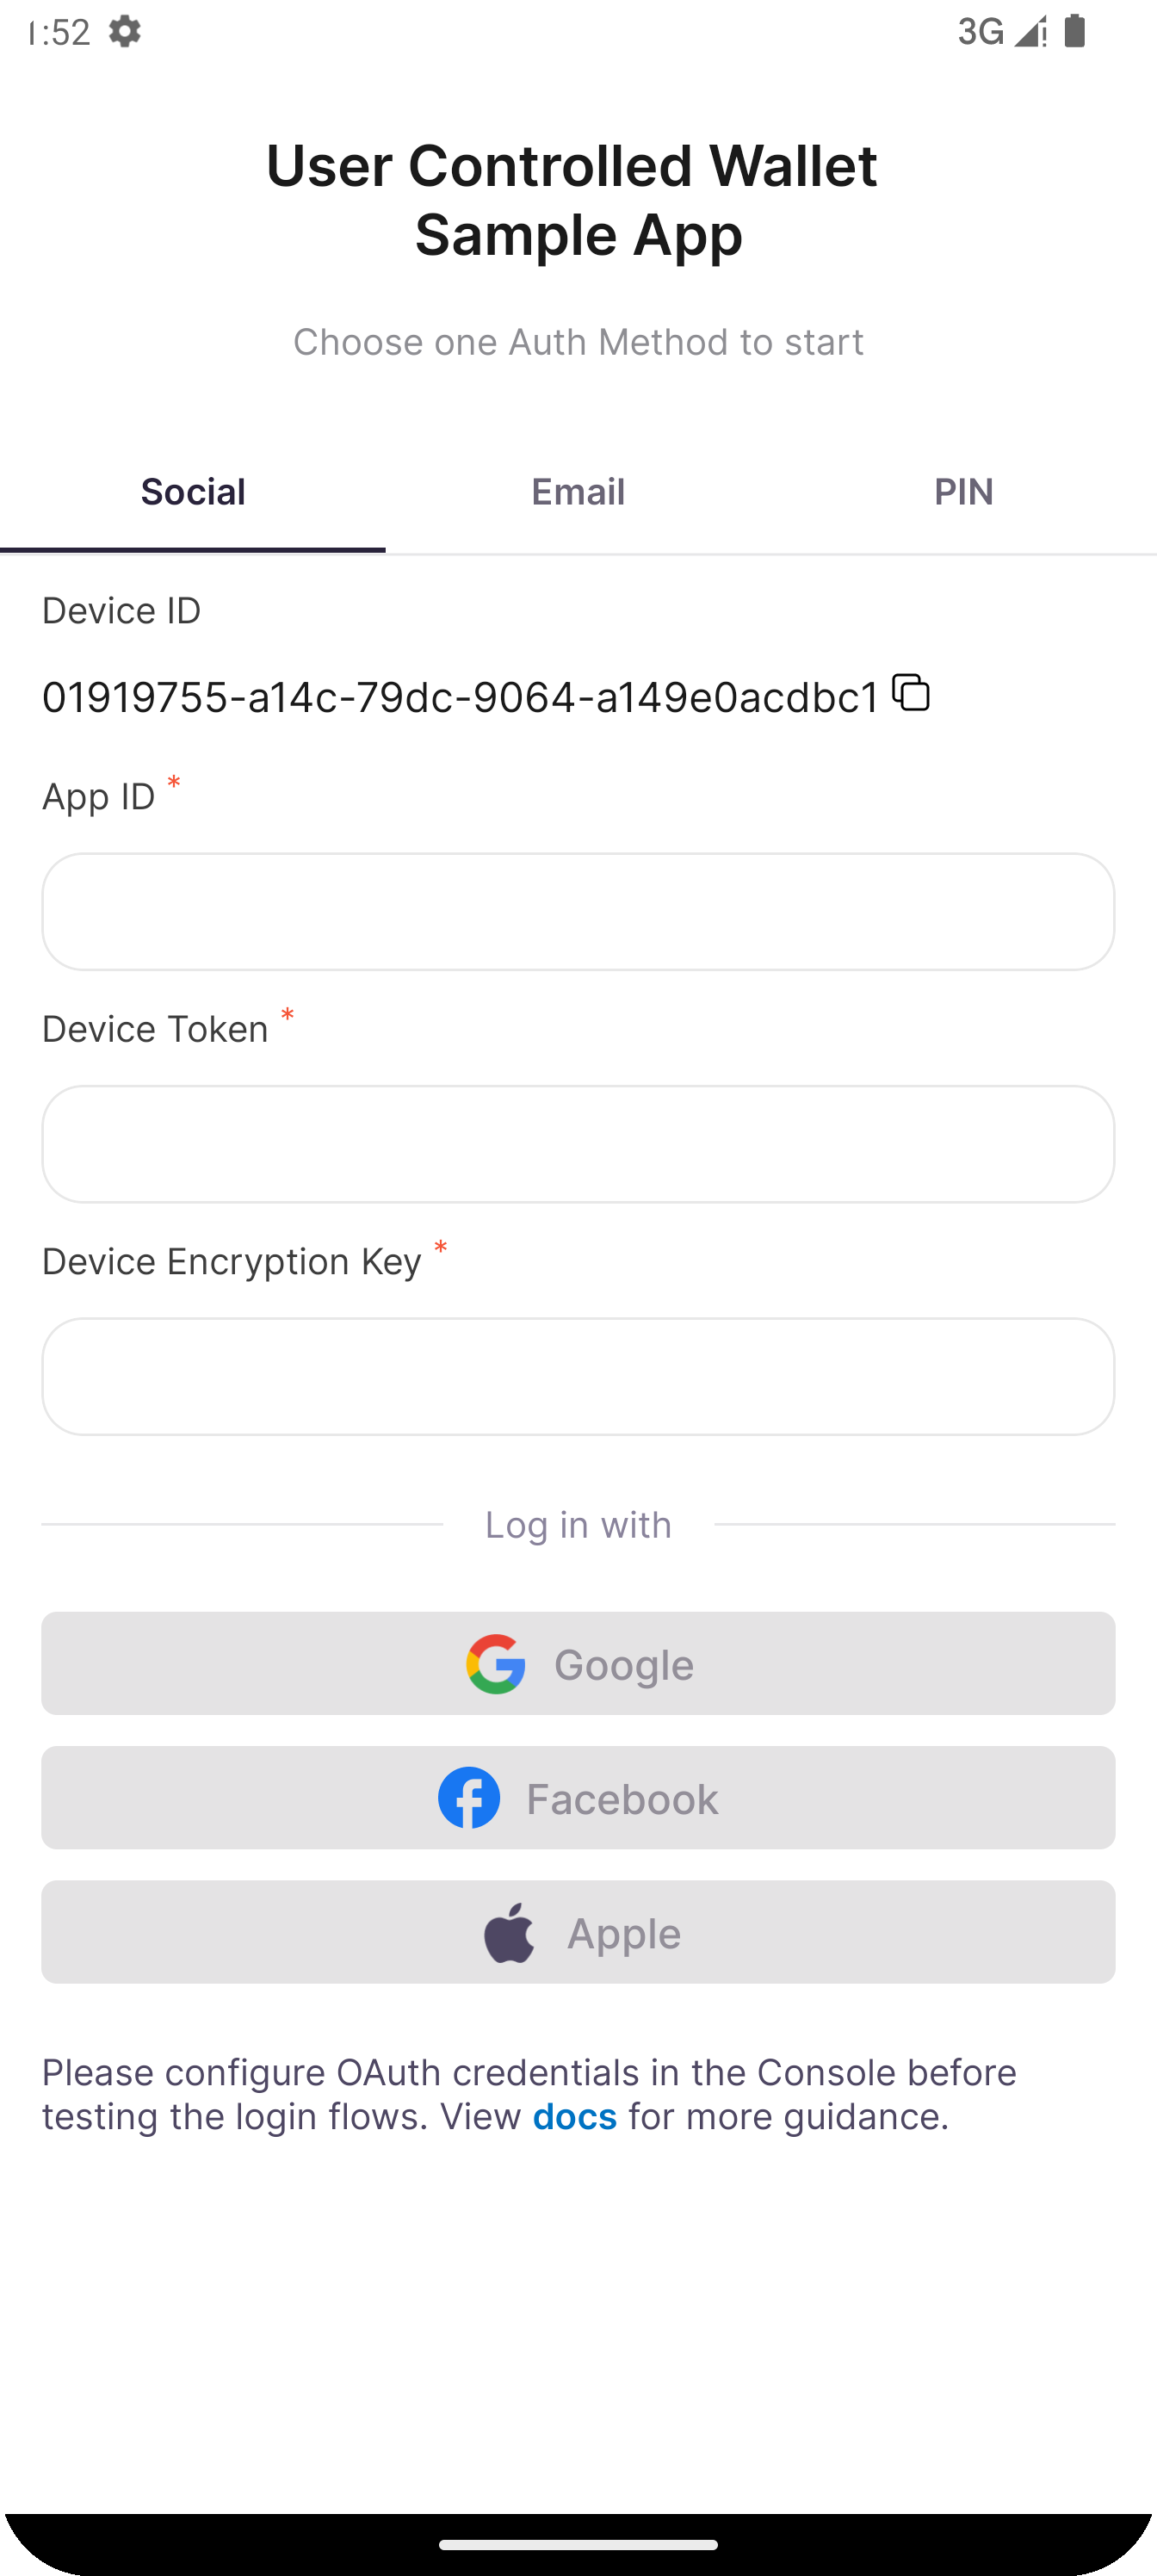 1:52
3G
User Controlled Wallet
Sample App
Choose one Auth Method to start
Social Email PIN
Device ID
01919755-a14c-79dc-9064-a149e0acdbc1
App ID *
Device Token *
Device Encryption Key *
Log in with
Google
Facebook
Apple
Please configure OAuth credentials in the Console before
testing the login flows. View docs for more guidance.